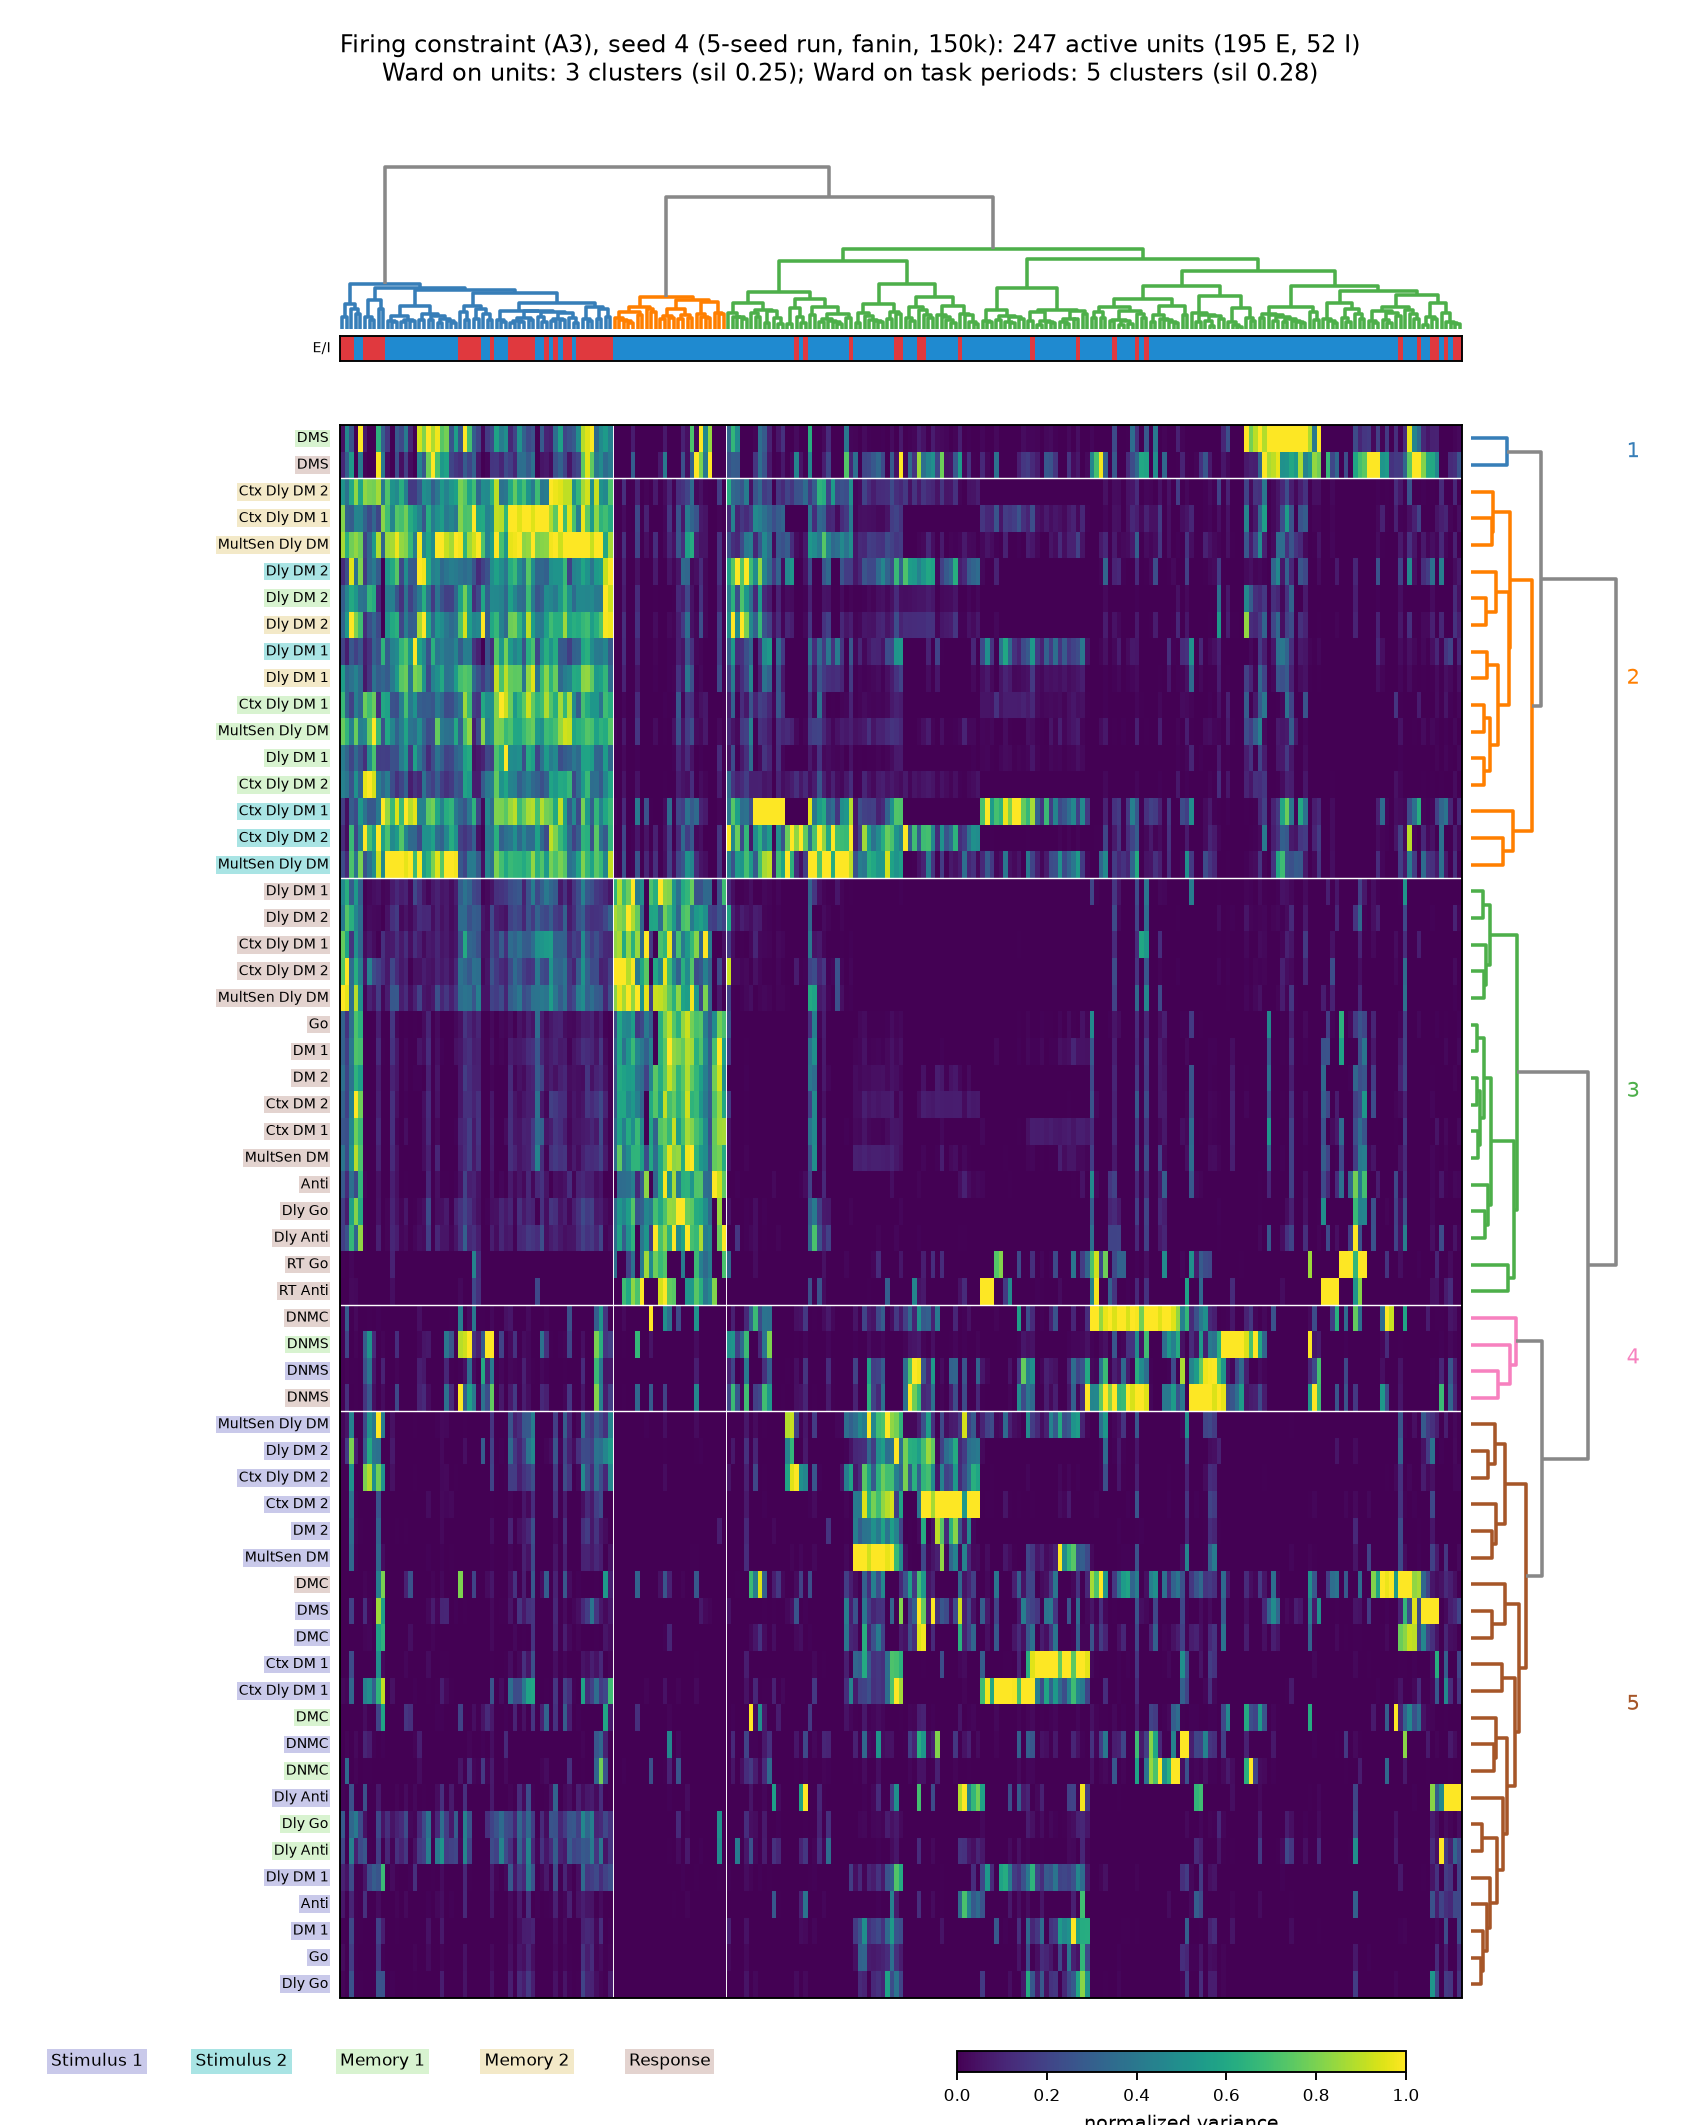 Firing constraint (A3), seed 4 (5-seed run, fanin, 150k): 247 active units (195 E, 52 I)
Ward on units: 3 clusters (sil 0.25); Ward on task periods: 5 clusters (sil 0.28)
E/I
DMS
1
DMS
Ctx Dly DM 2
Ctx Dly DM 1
MultSen Dly DM
Dly DM 2
Dly DM 2
Dly DM 2
Dly DM 1
Dly DM 1
2
Ctx Dly DM 1
MultSen Dly DM
Dly DM 1
Ctx Dly DM 2
Ctx Dly DM 1
Ctx Dly DM 2
MultSen Dly DM
Dly DM 1
Dly DM 2
Ctx Dly DM 1
Ctx Dly DM 2
MultSen Dly DM
Go
DM 1
DM 2
3
Ctx DM 2
Ctx DM 1
MultSen DM
Anti
Dly Go
Dly Anti
RT Go
RT Anti
DNMC
DNMS
4
DNMS
DNMS
MultSen Dly DM
Dly DM 2
Ctx Dly DM 2
Ctx DM 2
DM 2
MultSen DM
DMC
DMS
DMC
Ctx DM 1
Ctx Dly DM 1
5
DMC
DNMC
DNMC
Dly Anti
Dly Go
Dly Anti
Dly DM 1
Anti
DM 1
Go
Dly Go
Stimulus 1
Stimulus 2
Memory 1
Memory 2
Response
0.0 0.2 0.4 0.6 0.8 1.0
normalized variance